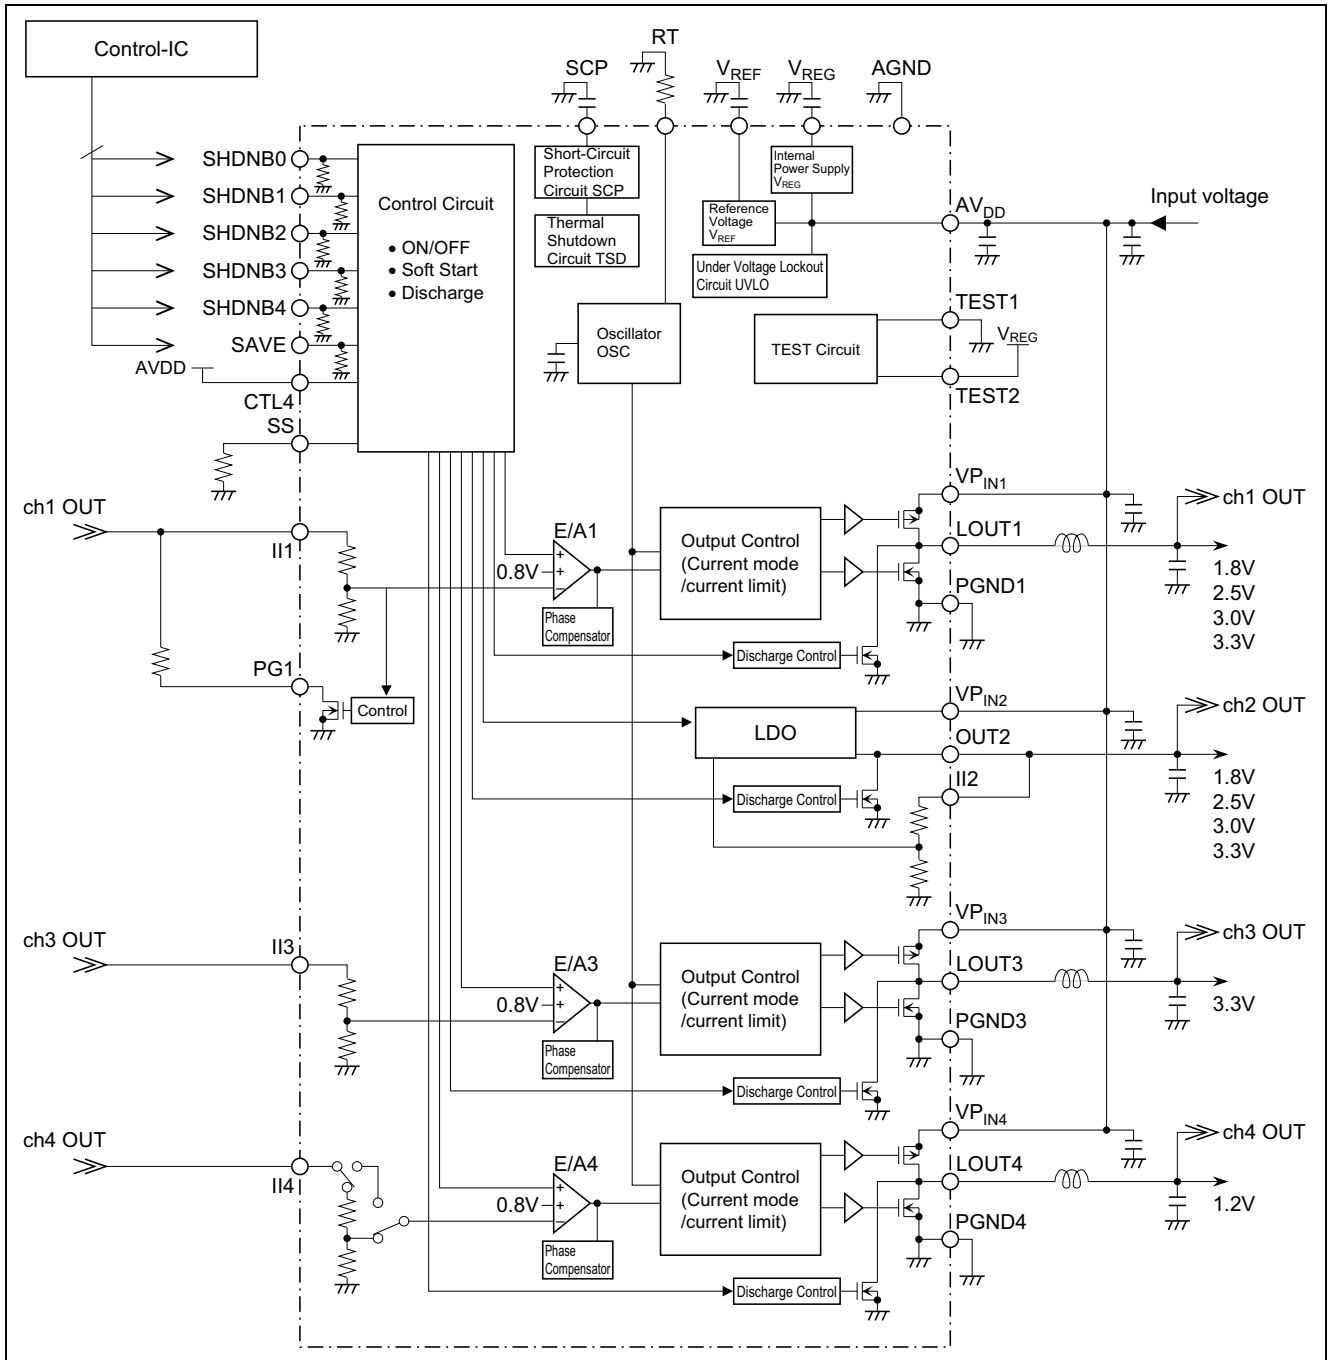 Control-IC
RT
SCP
VREF
VREG
AGND
SHDNB0
SHDNB1
SHDNB2
SHDNB3
SHDNB4
SAVE
AVDD
CTL4
SS
Control Circuit
• ON/OFF
• Soft Start
• Discharge
Short-Circuit
Protection
Circuit SCP
Thermal
Shutdown
Circuit TSD
Internal
Power Supply
VREG
Reference
Voltage
VREF
Under Voltage Lockout
Circuit UVLO
AVDD
Input voltage
Oscillator
OSC
TEST Circuit
TEST1
VREG
TEST2
ch1 OUT
II1
E/A1
+
+
−
0.8V
Phase
Compensator
Output Control
(Current mode
/current limit)
VPIN1
LOUT1
PGND1
ch1 OUT
1.8V
2.5V
3.0V
3.3V
PG1
Control
Discharge Control
LDO
VPIN2
OUT2
II2
ch2 OUT
1.8V
2.5V
3.0V
3.3V
Discharge Control
ch3 OUT
II3
E/A3
+
+
−
0.8V
Phase
Compensator
Output Control
(Current mode
/current limit)
VPIN3
LOUT3
PGND3
ch3 OUT
3.3V
Discharge Control
ch4 OUT
II4
E/A4
+
+
−
0.8V
Phase
Compensator
Output Control
(Current mode
/current limit)
VPIN4
LOUT4
PGND4
ch4 OUT
1.2V
Discharge Control